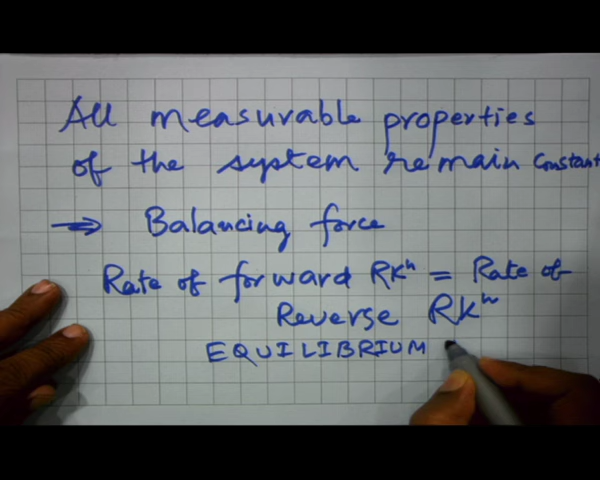 All measurable properties
of the system remain constant
⇒ Balancing force
Rate of forward RKⁿ = Rate of
Reverse RKⁿ
EQUILIBRIUM